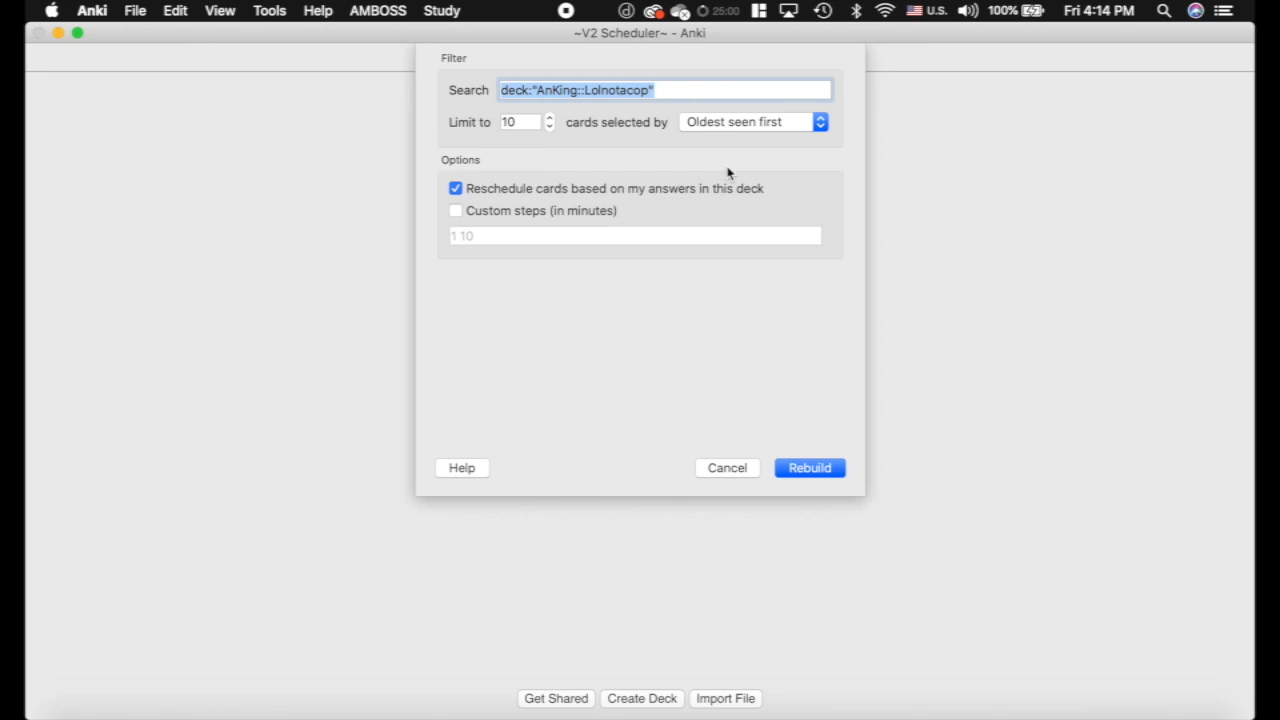 Anki File Edit View Tools Help AMBOSS Study 25:00 U.S. 100% Fri 4:14 PM
~V2 Scheduler~ - Anki
Filter
Search deck:"AnKing::Lolnotacop"
Limit to 10 cards selected by Oldest seen first
Options
Reschedule cards based on my answers in this deck
Custom steps (in minutes)
1 10
Help Cancel Rebuild
Get Shared Create Deck Import File